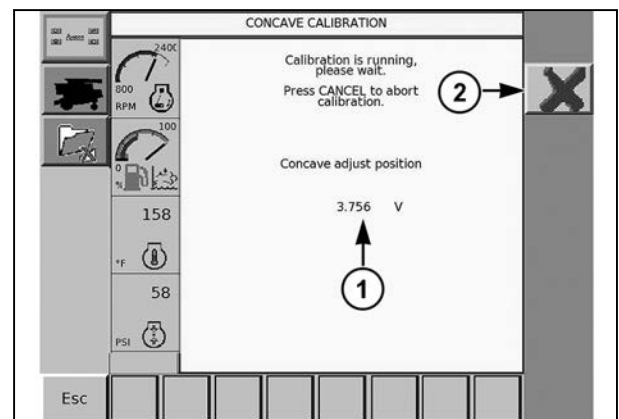 CONCAVE CALIBRATION
2400
800
RPM
100
0
%
158
°F
58
PSI
Calibration is running,
please wait.
Press CANCEL to abort
calibration.
2
Concave adjust position
3.756 V
1
Esc